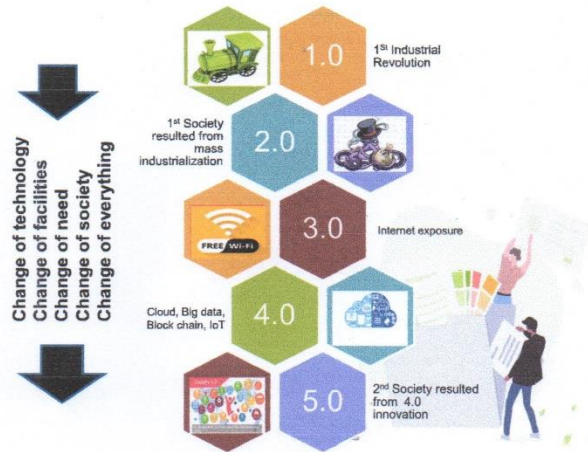 1.0
1St Industrial
Revolution
1st Society
resulted from
mass
industrialization
2.0
FREE Wi-Fi
3.0
Internet exposure
Cloud, Big data,
Block chain, IoT
4.0
5.0
2nd Society resulted
from 4.0
innovation
Change of technology
Change of facilities
Change of need
Change of society
Change of everything